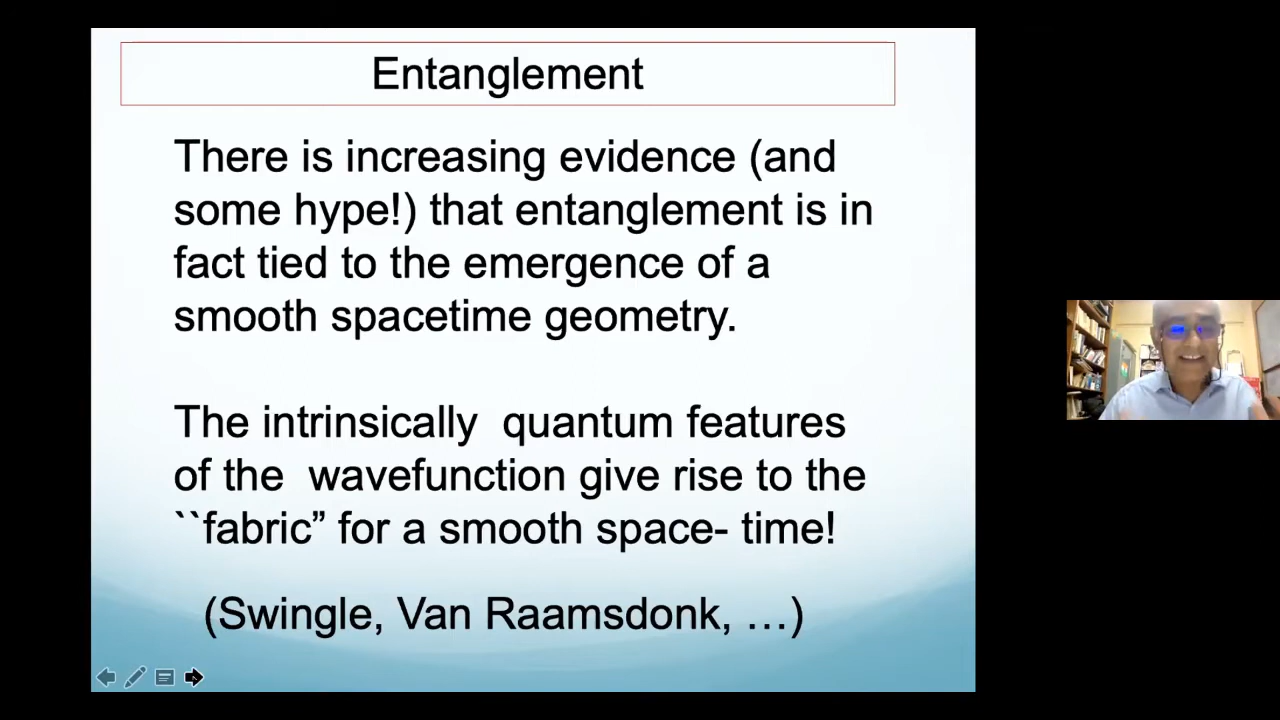 Entanglement
There is increasing evidence (and
some hype!) that entanglement is in
fact tied to the emergence of a
smooth spacetime geometry.
The intrinsically  quantum features
of the  wavefunction give rise to the
``fabric” for a smooth space- time!
(Swingle, Van Raamsdonk, …)